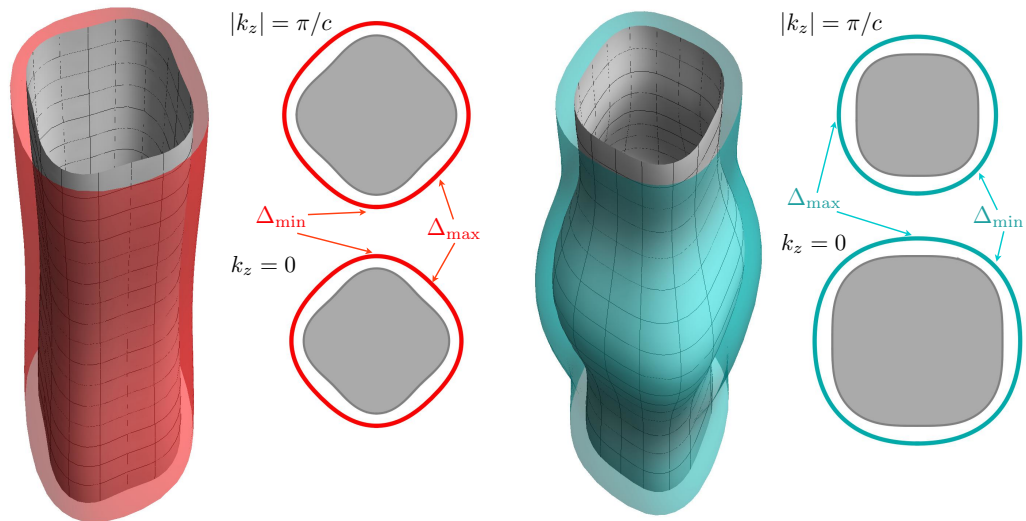 |k_z| = π/c
Δ_min
Δ_max
k_z = 0
|k_z| = π/c
Δ_max
Δ_min
k_z = 0